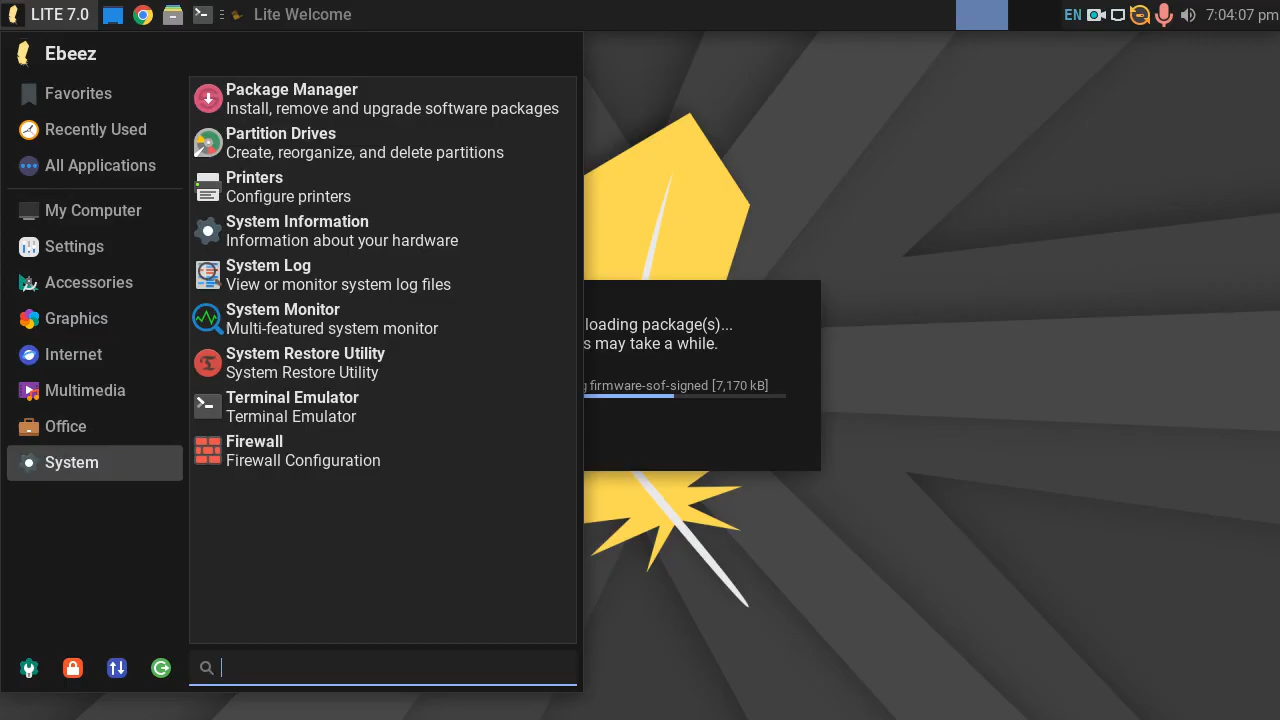 LITE 7.0
Lite Welcome
EN
7:04:07 pm
Ebeez
Favorites
Recently Used
All Applications
My Computer
Settings
Accessories
Graphics
Internet
Multimedia
Office
System
Package Manager
Install, remove and upgrade software packages
Partition Drives
Create, reorganize, and delete partitions
Printers
Configure printers
System Information
Information about your hardware
System Log
View or monitor system log files
System Monitor
Multi-featured system monitor
System Restore Utility
System Restore Utility
Terminal Emulator
Terminal Emulator
Firewall
Firewall Configuration
loading package(s)...
s may take a while.
g firmware-sof-signed [7,170 kB]